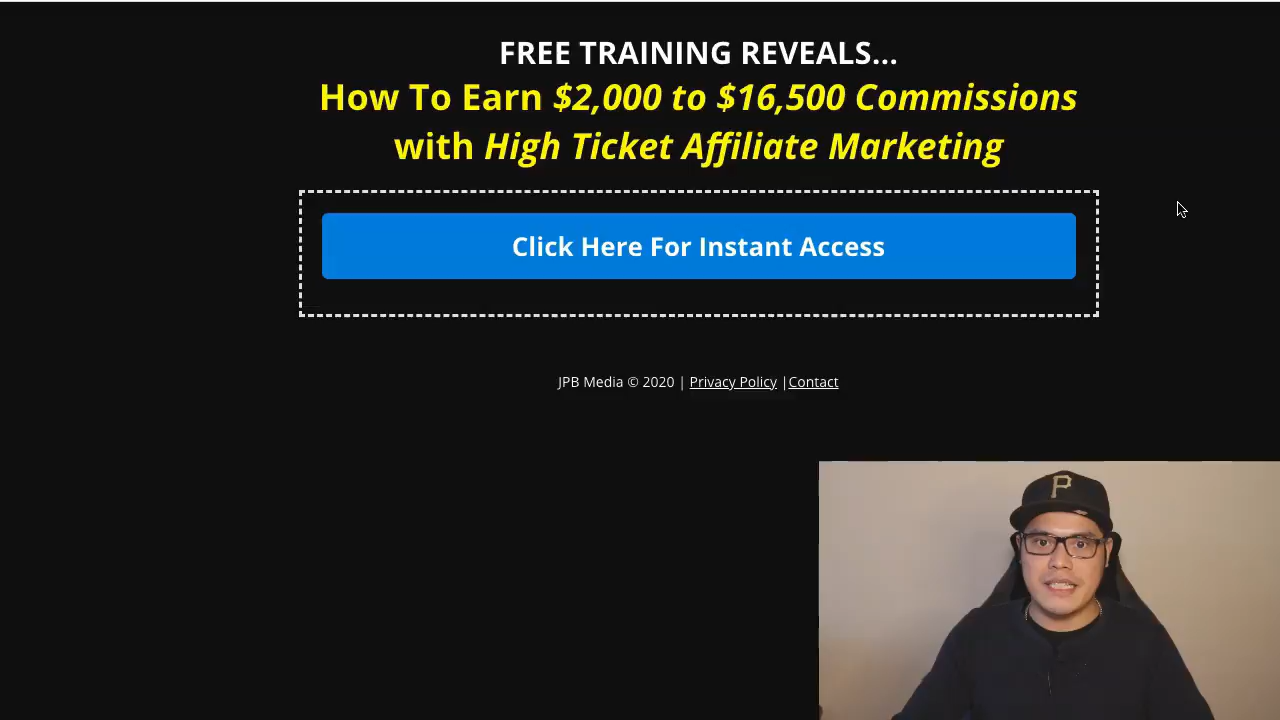 FREE TRAINING REVEALS...
How To Earn $2,000 to $16,500 Commissions
with High Ticket Affiliate Marketing
Click Here For Instant Access
JPB Media © 2020 | Privacy Policy |Contact
P